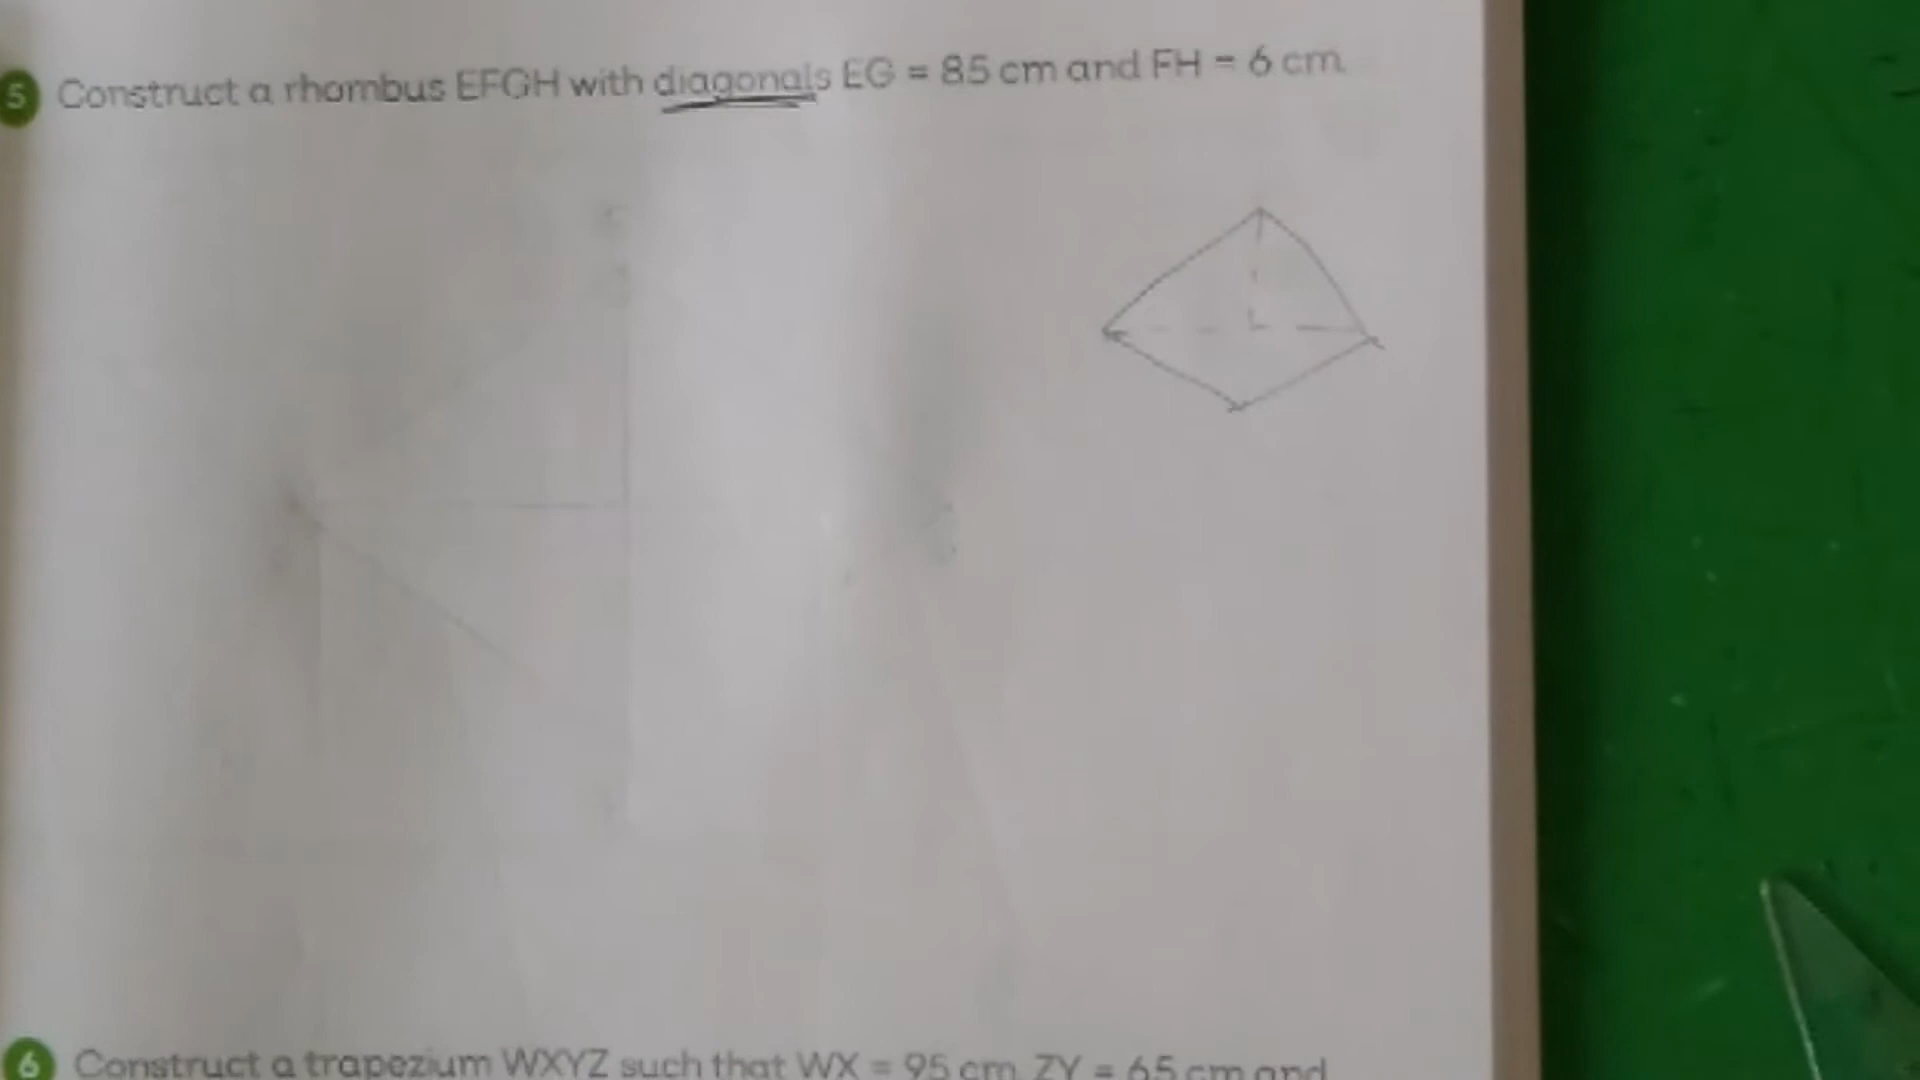 5 Construct a rhombus EFGH with diagonals EG = 8.5 cm and FH = 6 cm.
6 Construct a trapezium WXYZ such that WX = 9.5 cm, ZY = 6.5 cm and